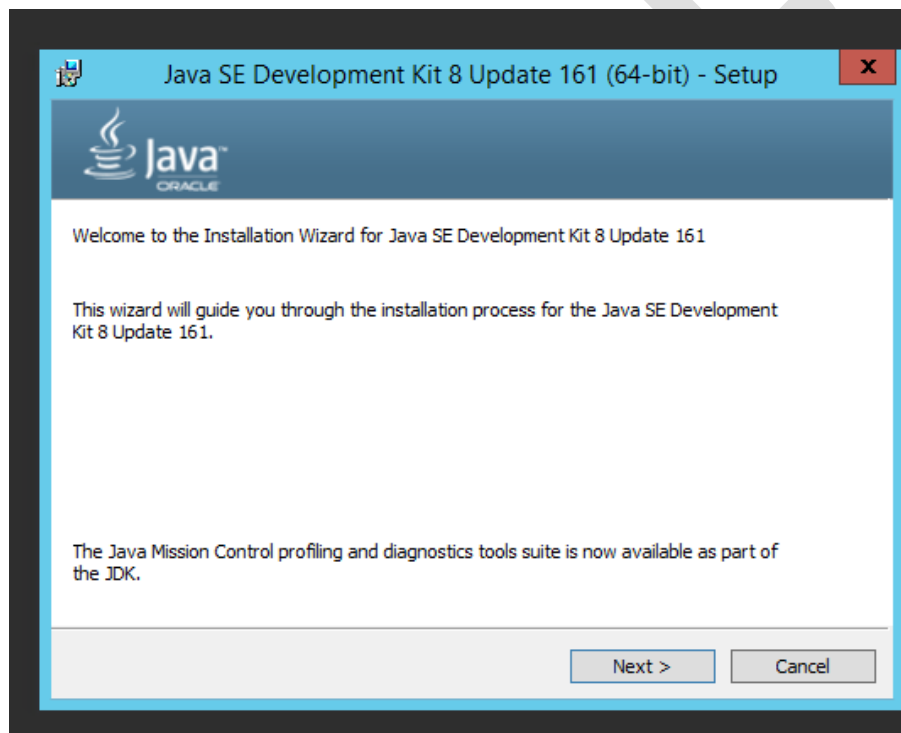 Java SE Development Kit 8 Update 161 (64-bit) - Setup
x
Java™
ORACLE
Welcome to the Installation Wizard for Java SE Development Kit 8 Update 161
This wizard will guide you through the installation process for the Java SE Development
Kit 8 Update 161.
The Java Mission Control profiling and diagnostics tools suite is now available as part of
the JDK.
Next >
Cancel